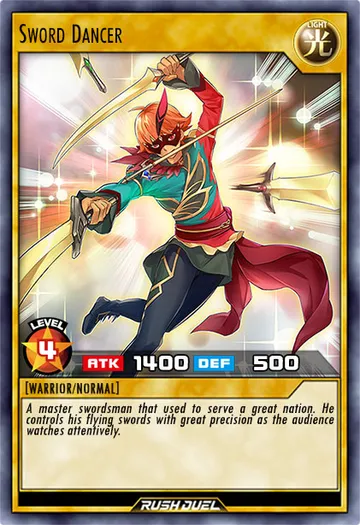 Sword Dancer
LIGHT
光
LEVEL
4
ATK 1400 DEF 500
[WARRIOR/NORMAL]
A master swordsman that used to serve a great nation. He
controls his flying swords with great precision as the audience
watches attentively.
RUSH DUEL